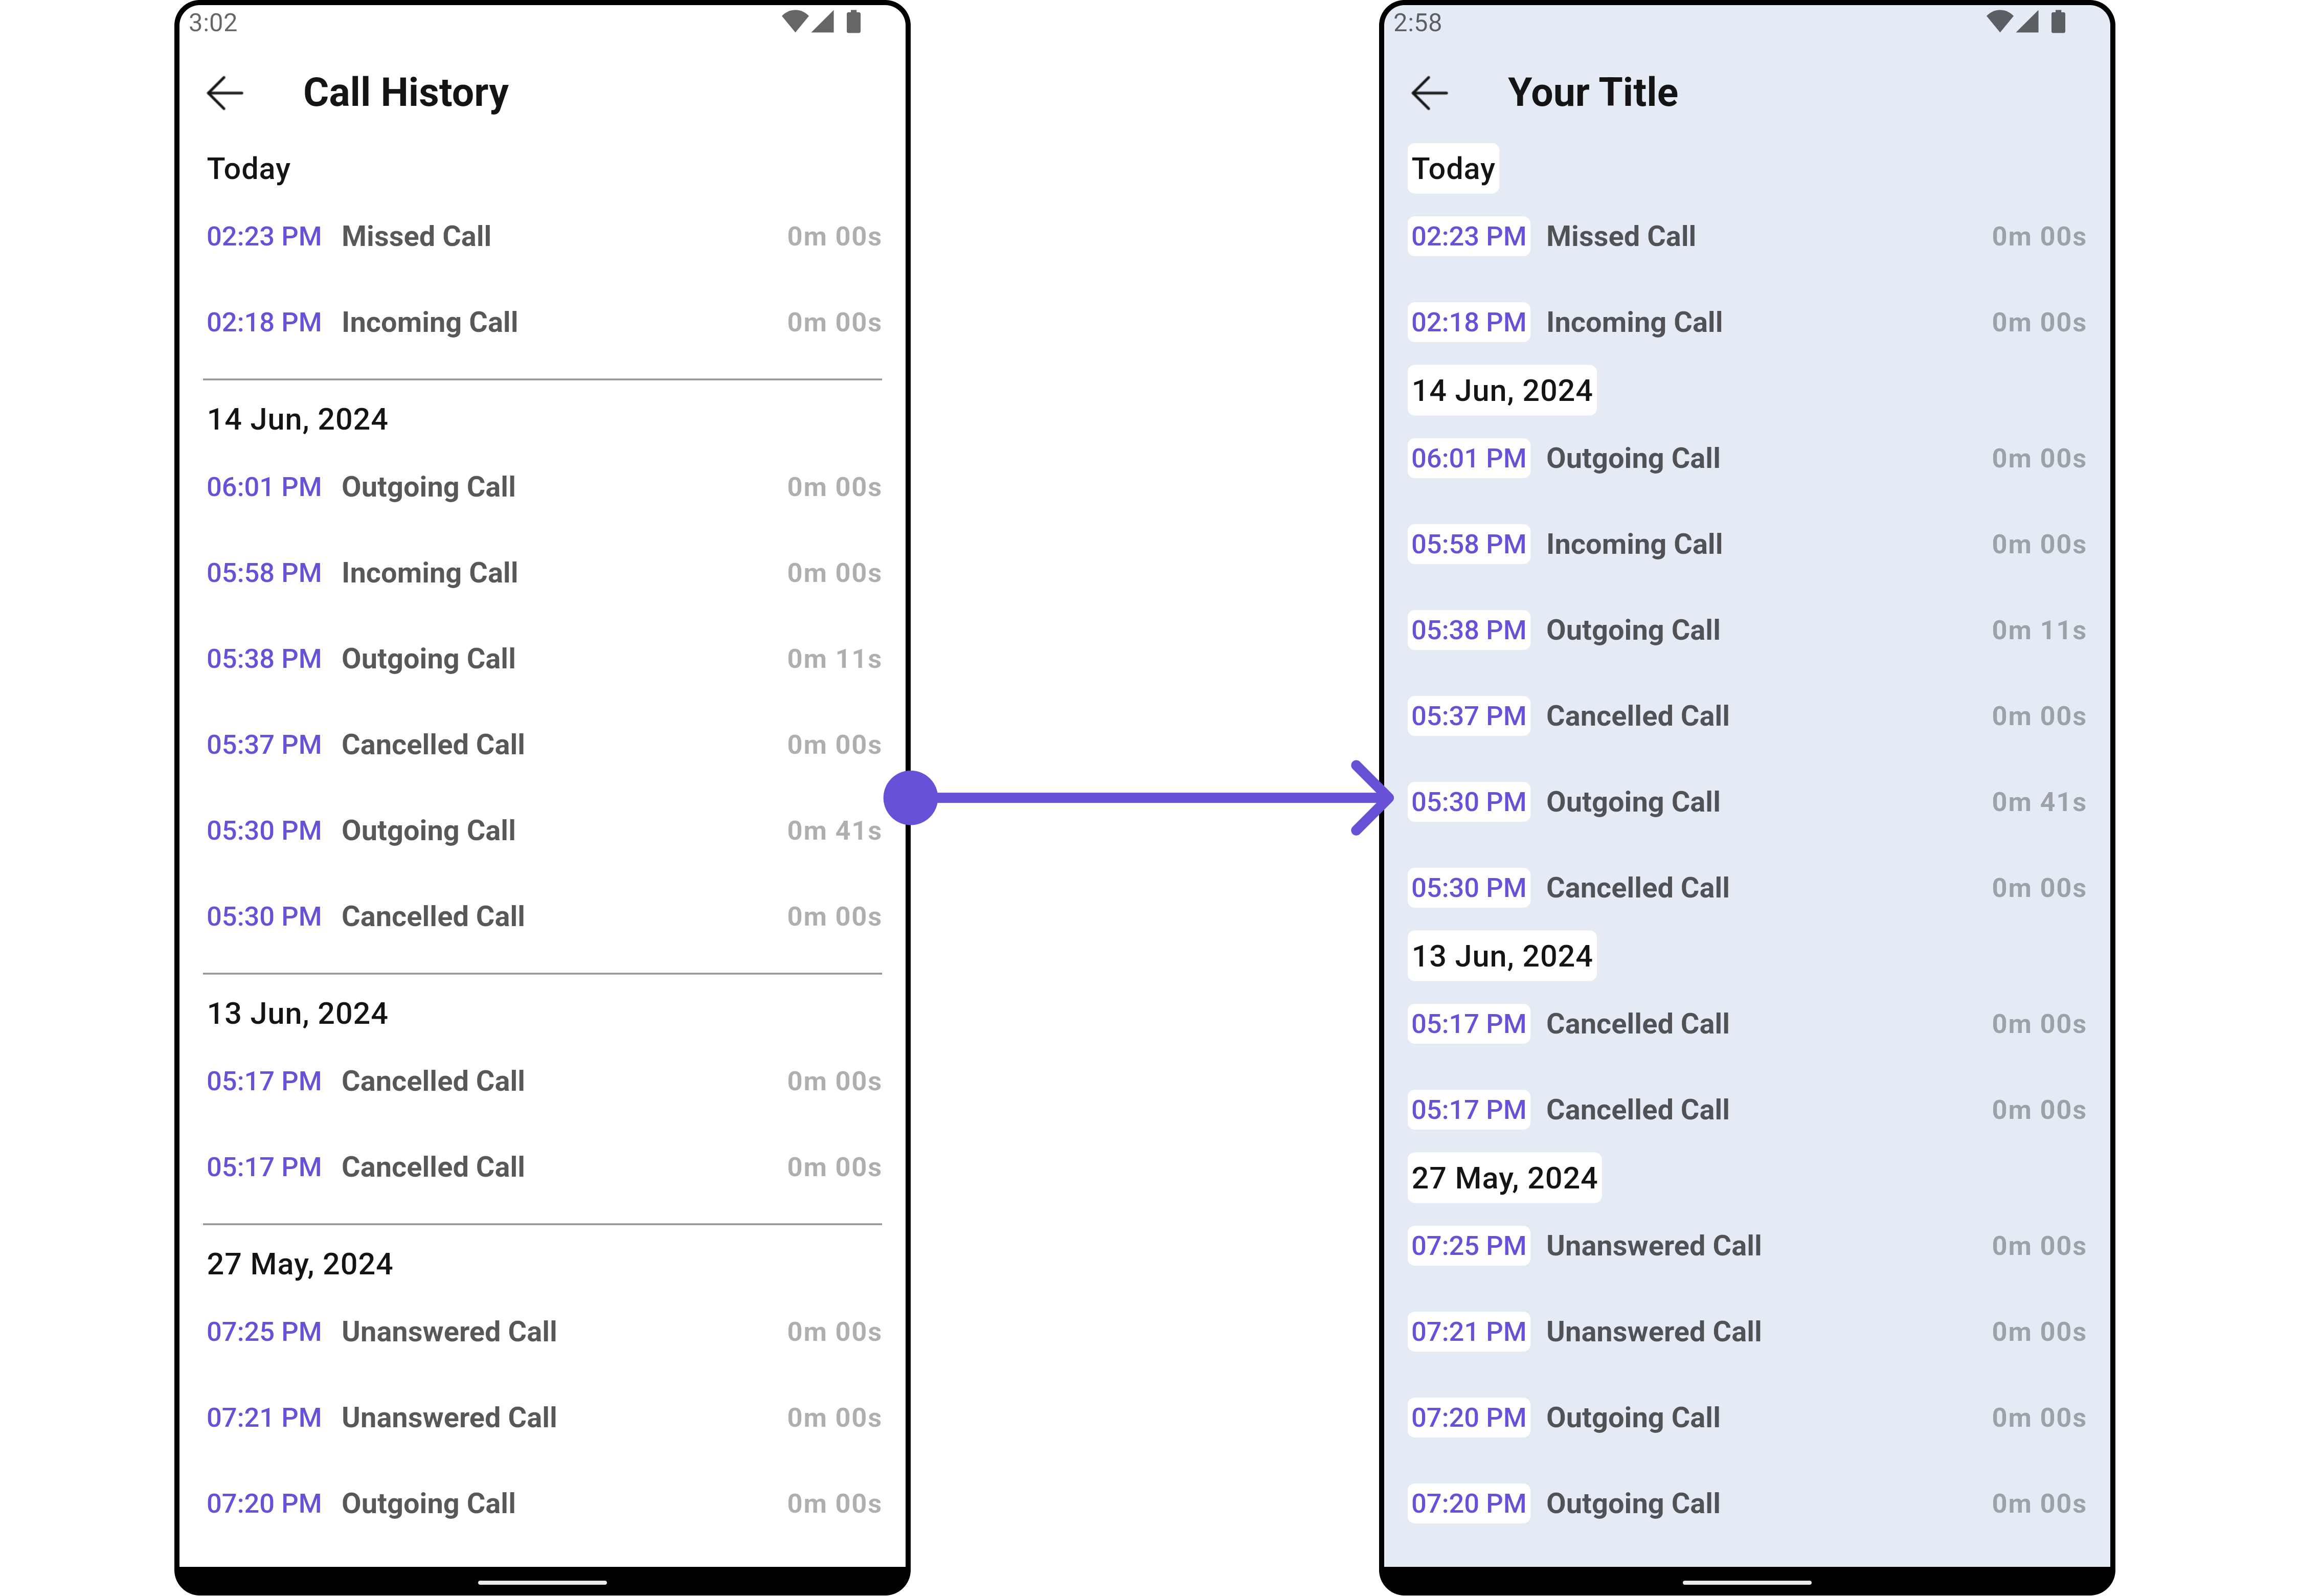 3:02
Call History
Today
02:23 PM Missed Call 0m 00s
02:18 PM Incoming Call 0m 00s
14 Jun, 2024
06:01 PM Outgoing Call 0m 00s
05:58 PM Incoming Call 0m 00s
05:38 PM Outgoing Call 0m 11s
05:37 PM Cancelled Call 0m 00s
05:30 PM Outgoing Call 0m 41s
05:30 PM Cancelled Call 0m 00s
13 Jun, 2024
05:17 PM Cancelled Call 0m 00s
05:17 PM Cancelled Call 0m 00s
27 May, 2024
07:25 PM Unanswered Call 0m 00s
07:21 PM Unanswered Call 0m 00s
07:20 PM Outgoing Call 0m 00s
2:58
Your Title
Today
02:23 PM Missed Call 0m 00s
02:18 PM Incoming Call 0m 00s
14 Jun, 2024
06:01 PM Outgoing Call 0m 00s
05:58 PM Incoming Call 0m 00s
05:38 PM Outgoing Call 0m 11s
05:37 PM Cancelled Call 0m 00s
05:30 PM Outgoing Call 0m 41s
05:30 PM Cancelled Call 0m 00s
13 Jun, 2024
05:17 PM Cancelled Call 0m 00s
05:17 PM Cancelled Call 0m 00s
27 May, 2024
07:25 PM Unanswered Call 0m 00s
07:21 PM Unanswered Call 0m 00s
07:20 PM Outgoing Call 0m 00s
07:20 PM Outgoing Call 0m 00s